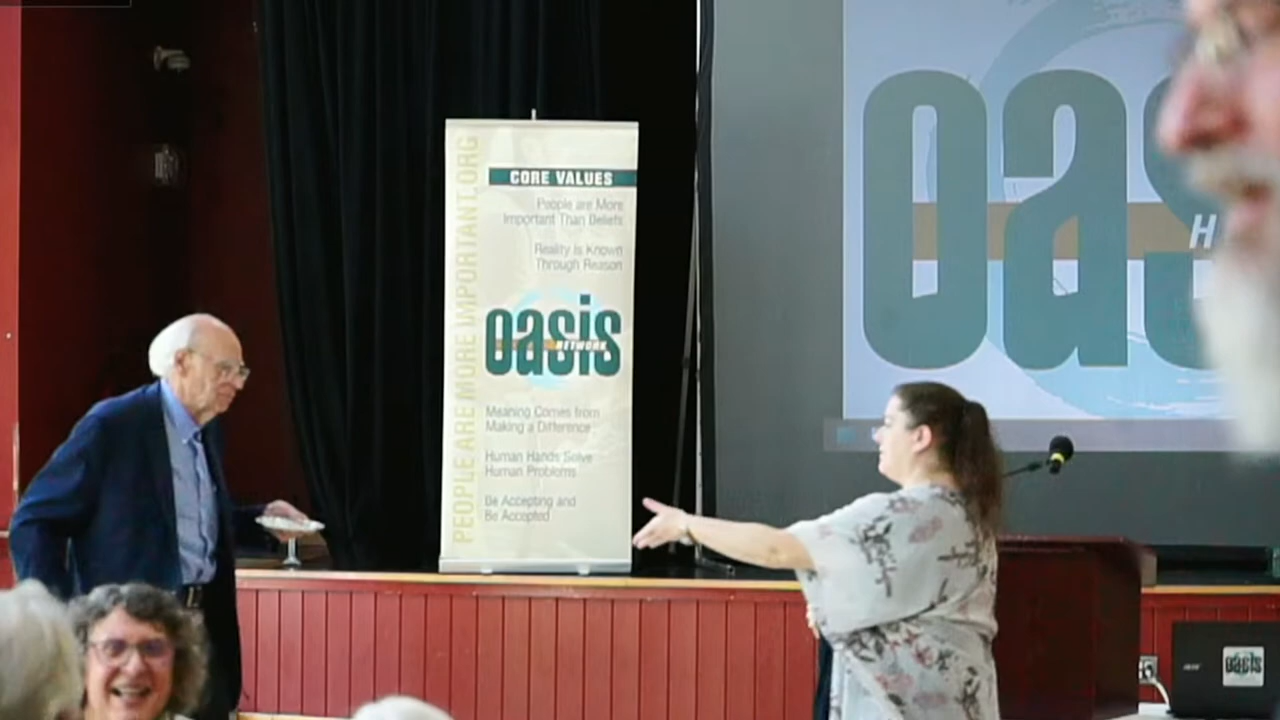 PEOPLE ARE MORE IMPORTANT.ORG
CORE VALUES
People are More
Important Than Beliefs
Reality is Known
Through Reason
oasis
NETWORK
Meaning Comes from
Making a Difference
Human Hands Solve
Human Problems
Be Accepting and
Be Accepted
oas
H
acer
oasis